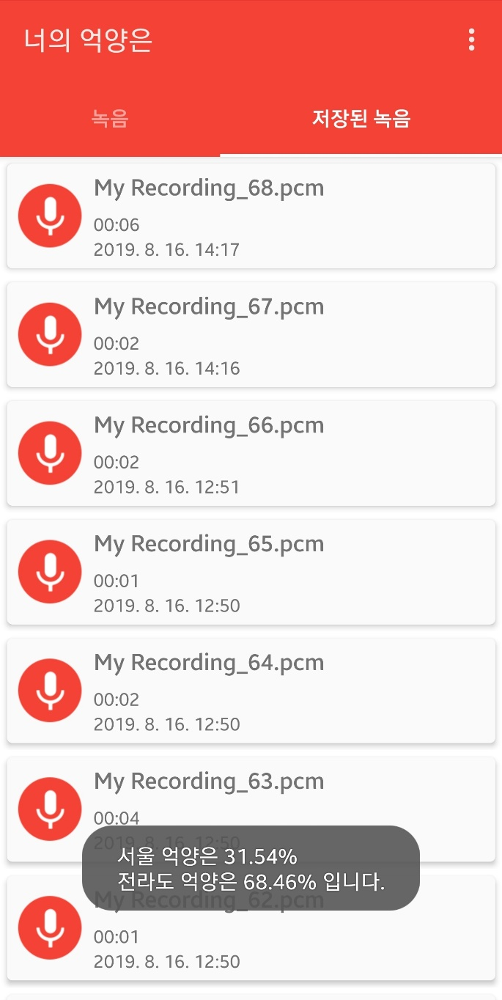 너의 억양은
녹음
저장된 녹음
My Recording_68.pcm
00:06
2019. 8. 16. 14:17
My Recording_67.pcm
00:02
2019. 8. 16. 14:16
My Recording_66.pcm
00:02
2019. 8. 16. 12:51
My Recording_65.pcm
00:01
2019. 8. 16. 12:50
My Recording_64.pcm
00:02
2019. 8. 16. 12:50
My Recording_63.pcm
00:04
2019. 8. 16. 12:50
서울 억양은 31.54%
전라도 억양은 68.46% 입니다.
My Recording_62.pcm
00:01
2019. 8. 16. 12:50